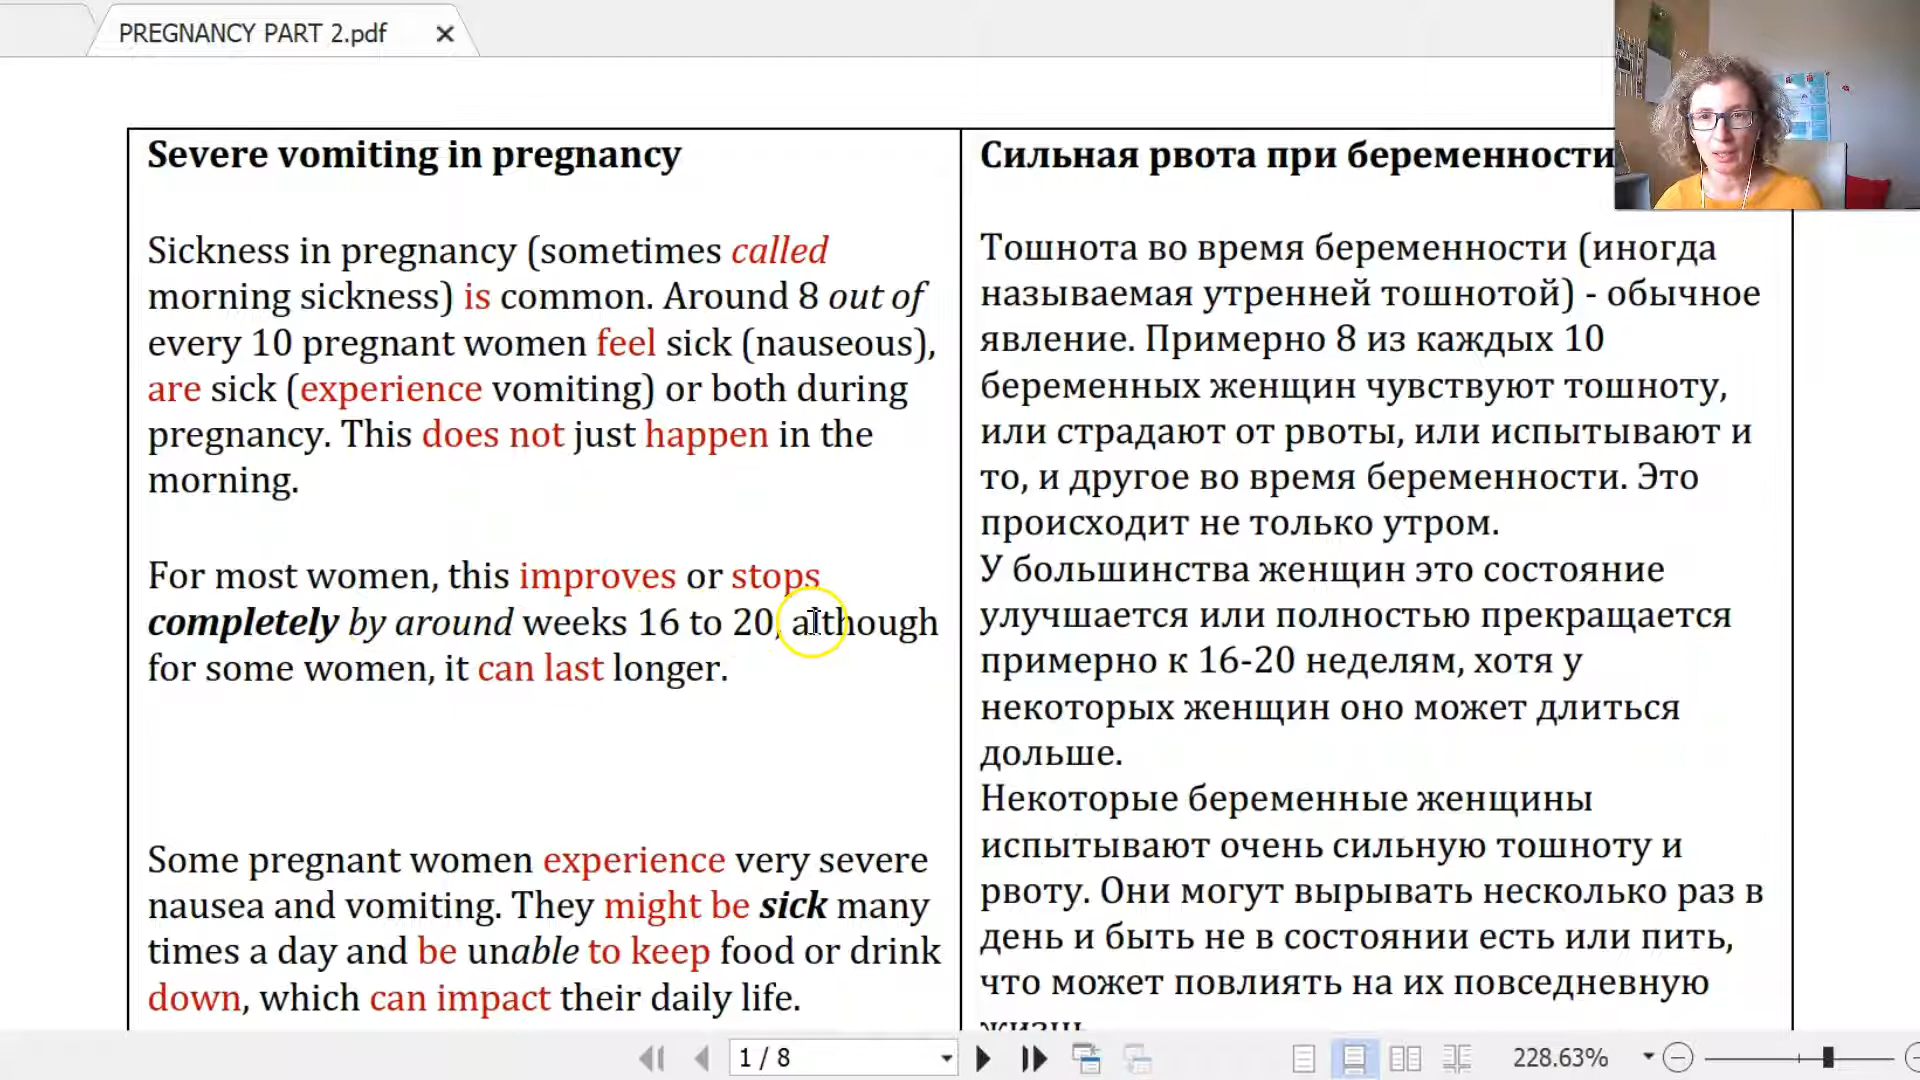 PREGNANCY PART 2.pdf
Severe vomiting in pregnancy
Sickness in pregnancy (sometimes called
morning sickness) is common. Around 8 out of
every 10 pregnant women feel sick (nauseous),
are sick (experience vomiting) or both during
pregnancy. This does not just happen in the
morning.
For most women, this improves or stops
completely by around weeks 16 to 20, although
for some women, it can last longer.
Some pregnant women experience very severe
nausea and vomiting. They might be sick many
times a day and be unable to keep food or drink
down, which can impact their daily life.
Сильная рвота при беременности
Тошнота во время беременности (иногда
называемая утренней тошнотой) - обычное
явление. Примерно 8 из каждых 10
беременных женщин чувствуют тошноту,
или страдают от рвоты, или испытывают и
то, и другое во время беременности. Это
происходит не только утром.
У большинства женщин это состояние
улучшается или полностью прекращается
примерно к 16-20 неделям, хотя у
некоторых женщин оно может длиться
дольше.
Некоторые беременные женщины
испытывают очень сильную тошноту и
рвоту. Они могут вырывать несколько раз в
день и быть не в состоянии есть или пить,
что может повлиять на их повседневную
жизнь
1 / 8
228.63%